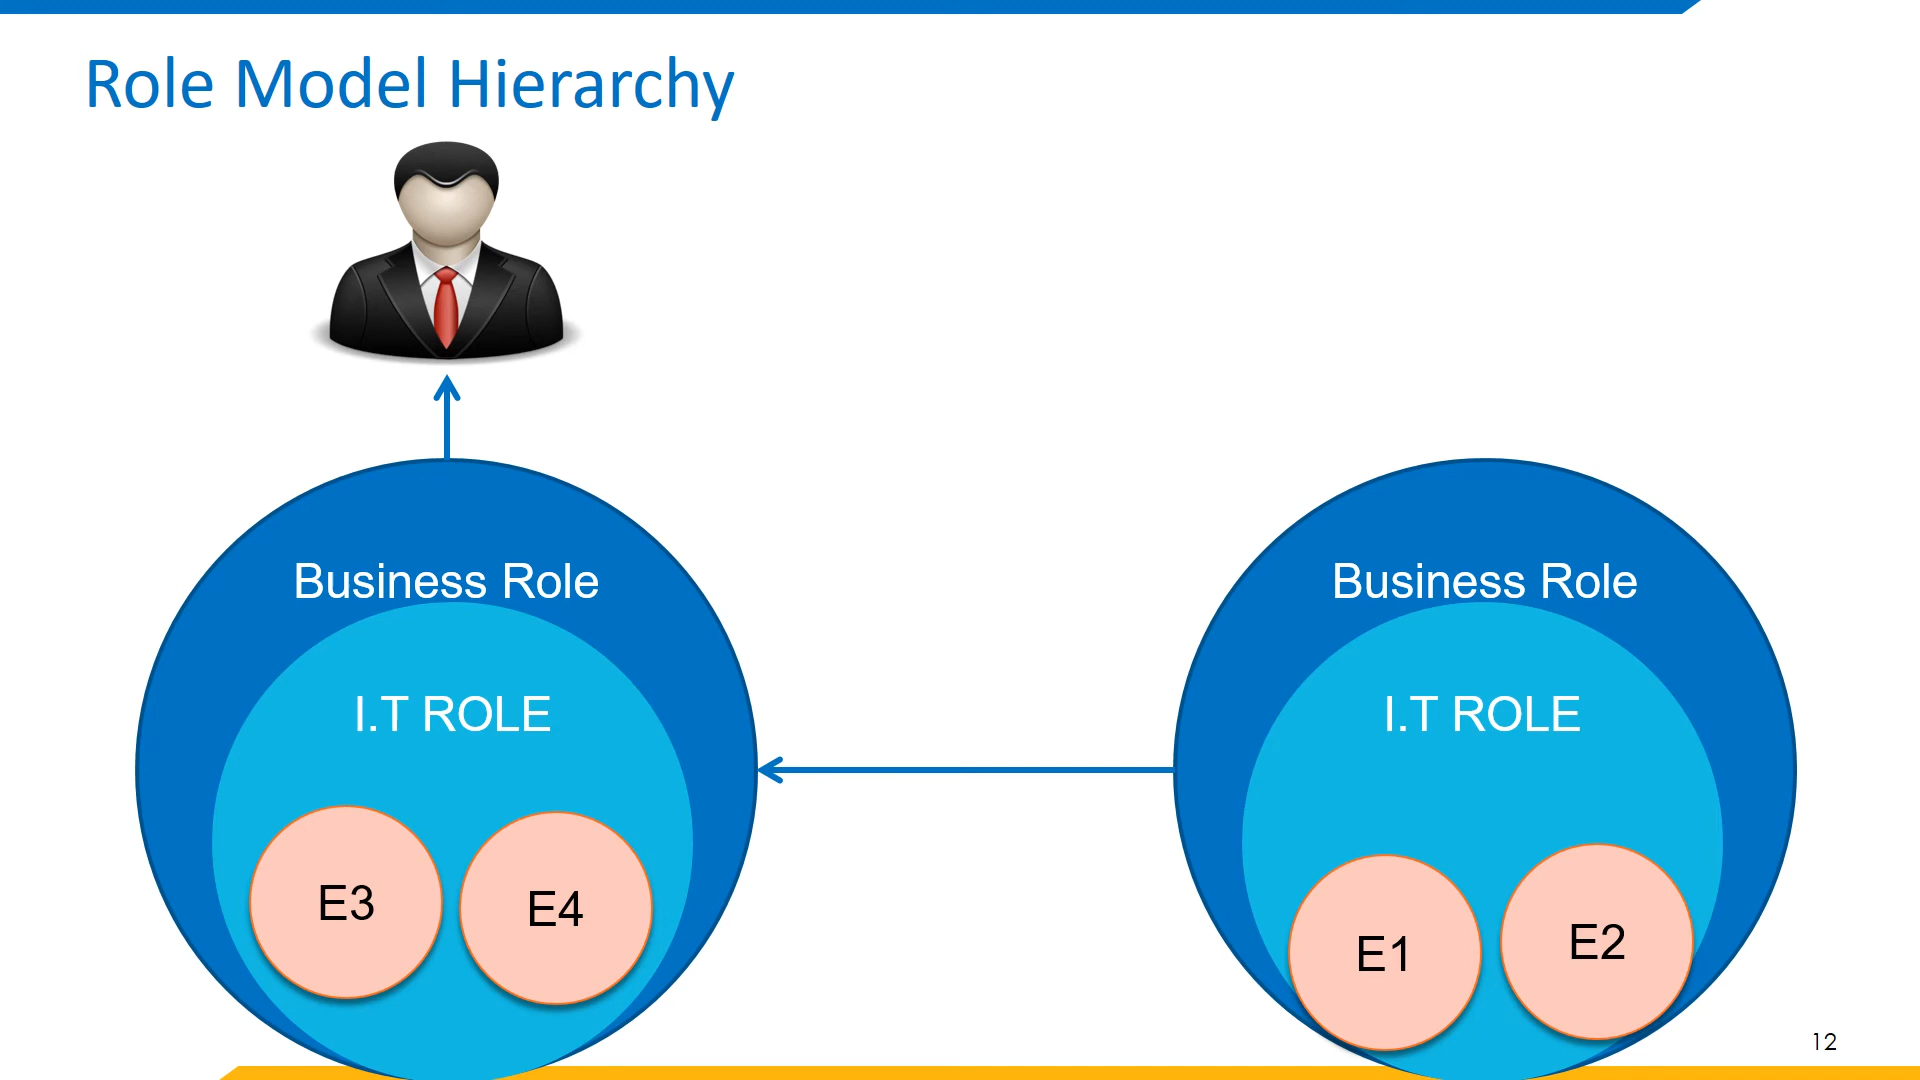 Role Model Hierarchy
Business Role
I.T ROLE
E3
E4
Business Role
I.T ROLE
E1
E2
12